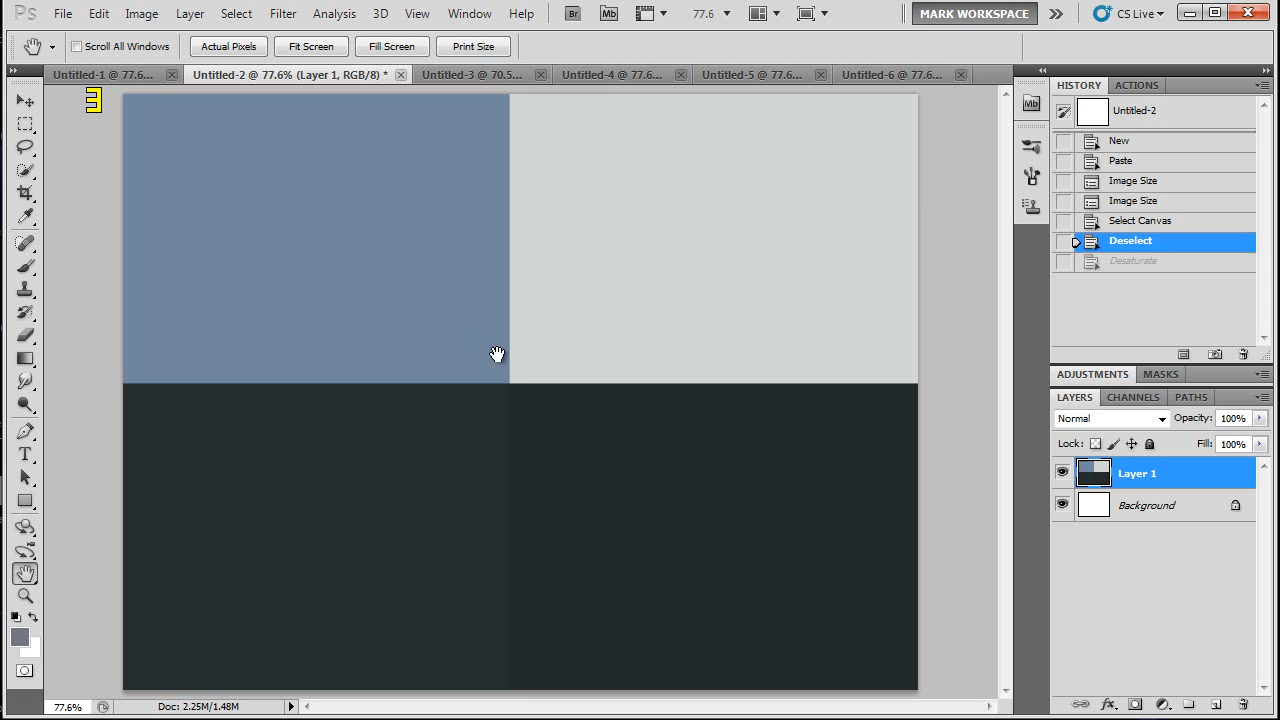 Ps File Edit Image Layer Select Filter Analysis 3D View Window Help Br Mb 77.6 MARK WORKSPACE CS Live
Scroll All Windows Actual Pixels Fit Screen Fill Screen Print Size
Untitled-1 @ 77.6... Untitled-2 @ 77.6% (Layer 1, RGB/8) * Untitled-3 @ 70.5... Untitled-4 @ 77.6... Untitled-5 @ 77.6... Untitled-6 @ 77.6...
HISTORY ACTIONS
Mb
Untitled-2
New
Paste
Image Size
Image Size
Select Canvas
Deselect
Desaturate
ADJUSTMENTS MASKS
LAYERS CHANNELS PATHS
Normal Opacity: 100%
Lock: Fill: 100%
Layer 1
Background
T
77.6% Doc: 2.25M/1.48M
fx